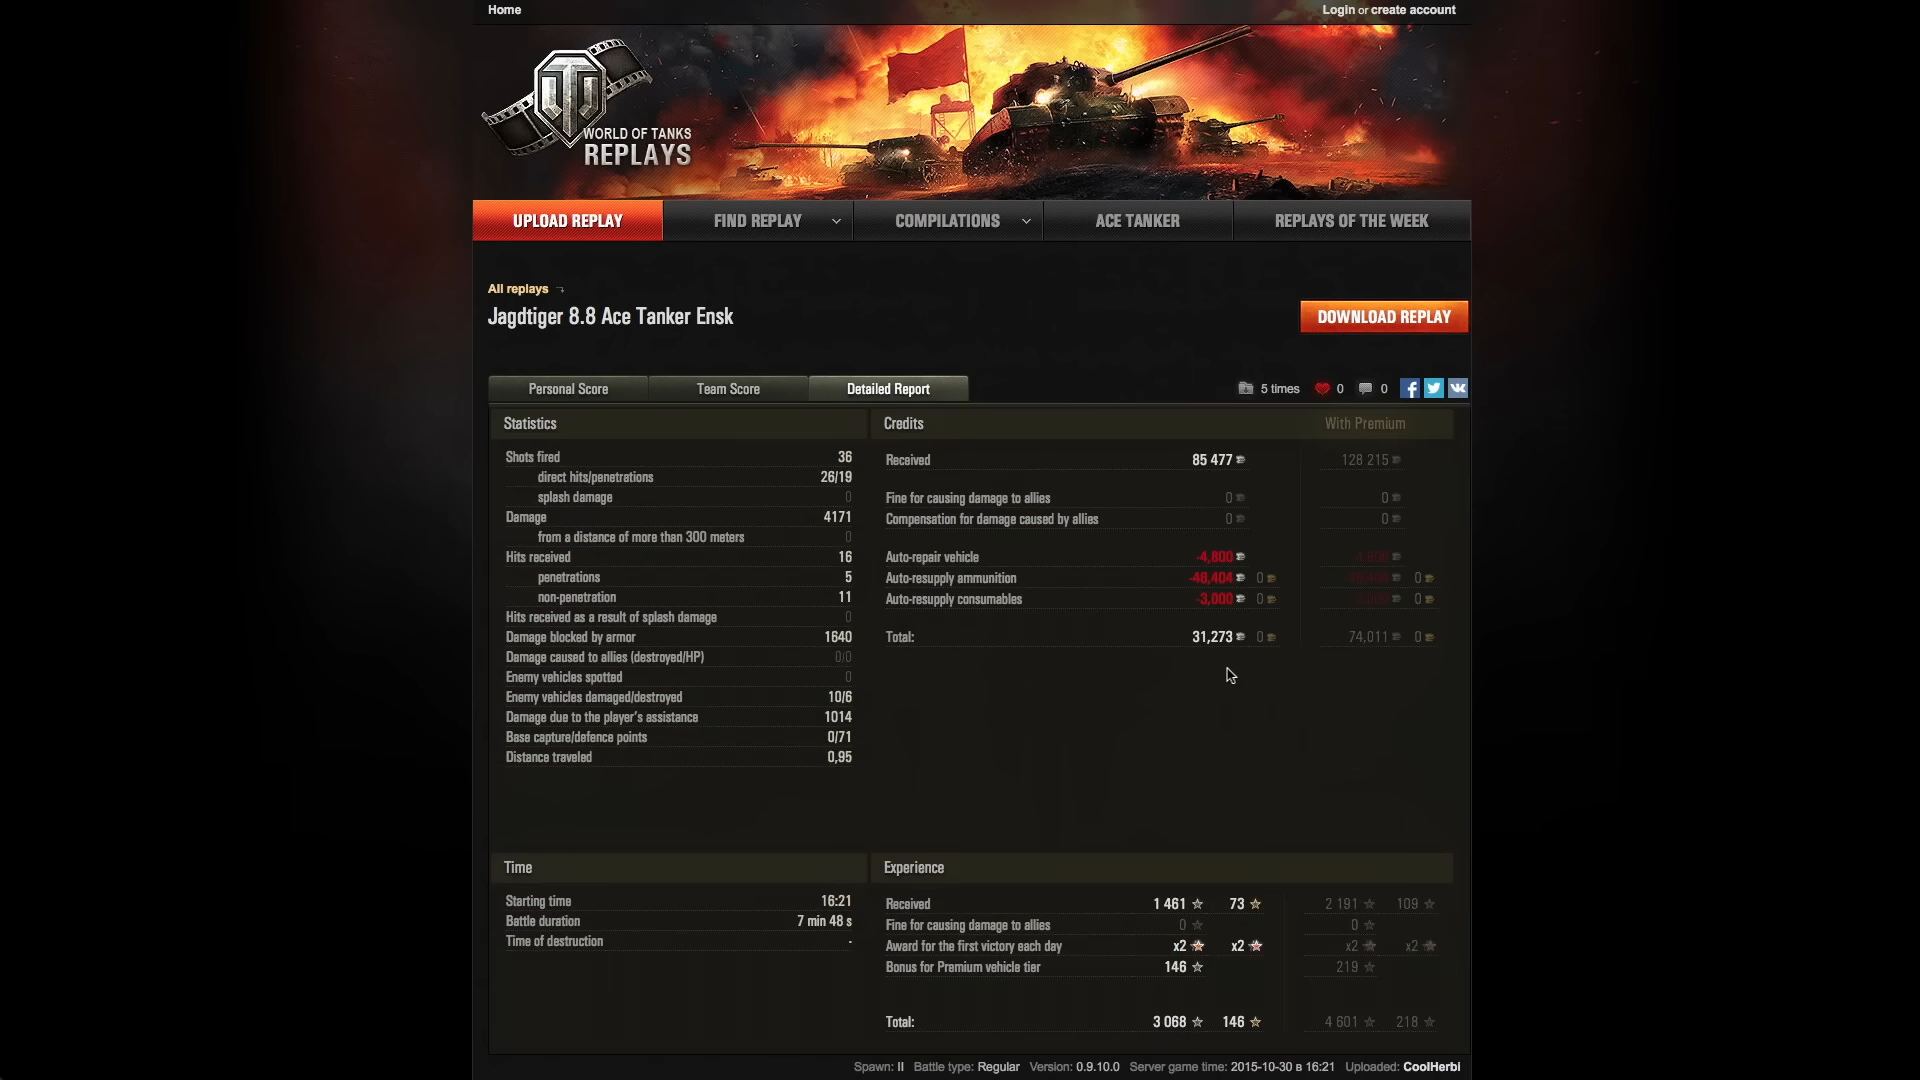 Home
Login or create account
WORLD OF TANKS
REPLAYS
UPLOAD REPLAY
FIND REPLAY
COMPILATIONS
ACE TANKER
REPLAYS OF THE WEEK
All replays
Jagdtiger 8.8 Ace Tanker Ensk
DOWNLOAD REPLAY
Personal Score
Team Score
Detailed Report
5 times
0
0
Statistics
Shots fired 36
direct hits/penetrations 26/19
splash damage 0
Damage 4171
from a distance of more than 300 meters 0
Hits received 16
penetrations 5
non-penetration 11
Hits received as a result of splash damage 0
Damage blocked by armor 1640
Damage caused to allies (destroyed/HP) 0/0
Enemy vehicles spotted 0
Enemy vehicles damaged/destroyed 10/6
Damage due to the player's assistance 1014
Base capture/defence points 0/71
Distance traveled 0,95
Credits With Premium
Received 85 477 128 215
Fine for causing damage to allies 0 0
Compensation for damage caused by allies 0 0
Auto-repair vehicle -4,800 -4,800
Auto-resupply ammunition -46,404 0 0
Auto-resupply consumables -3,000 0 0
Total: 31,273 0 74,011 0
Time
Starting time 16:21
Battle duration 7 min 48 s
Time of destruction -
Experience
Received 1 461 73 2 191 109
Fine for causing damage to allies 0 0
Award for the first victory each day x2 x2 x2 x2
Bonus for Premium vehicle tier 146 219
Total: 3 068 146 4 601 218
Spawn: II Battle type: Regular Version: 0.9.10.0 Server game time: 2015-10-30 в 16:21 Uploaded: CoolHerbl